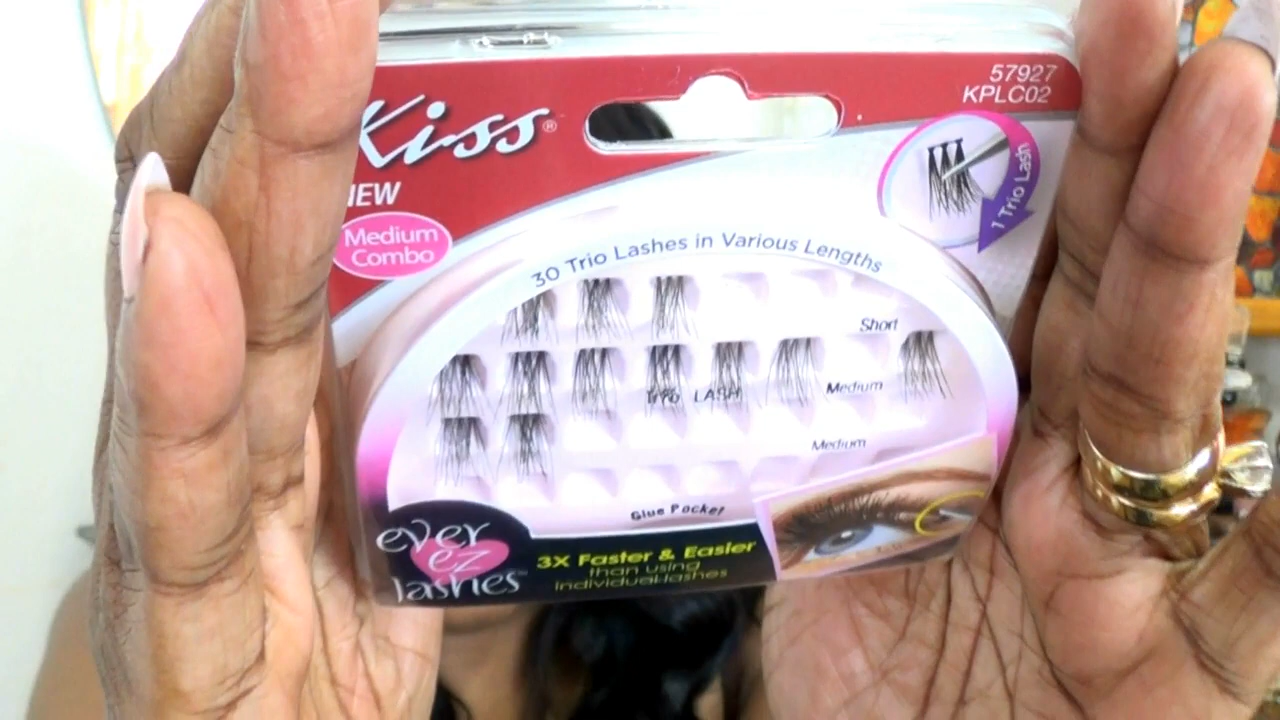 57927
KPLC02
Kiss®
NEW
Medium
Combo
1 Trio Lash
30 Trio Lashes in Various Lengths
Short
Trio LASH
Medium
Medium
Glue Pocket
ever
ez
lashes™
3X Faster & Easier
than using
individual lashes